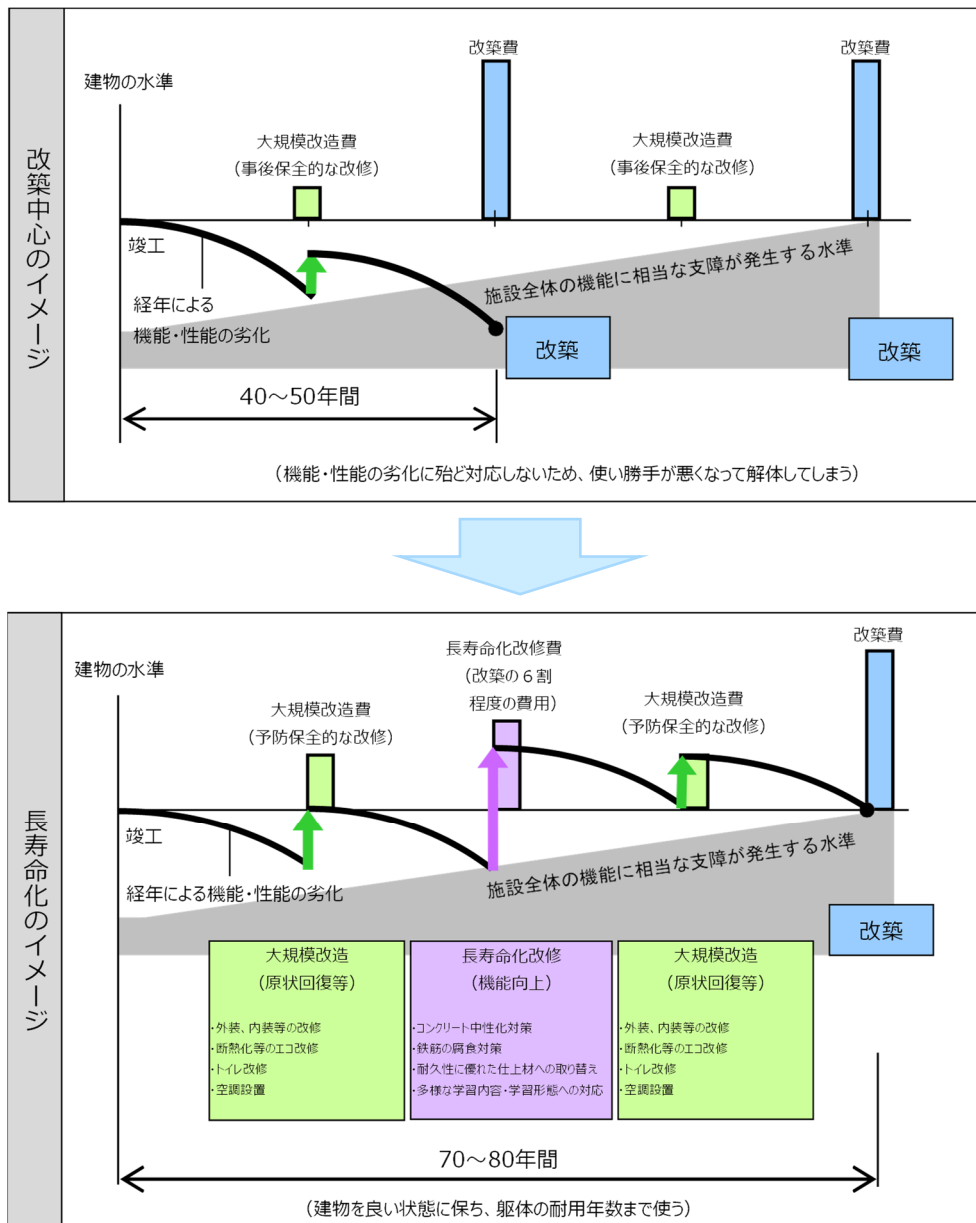 改築中心のイメージ
建物の水準
改築費
改築費
大規模改造費
（事後保全的な改修）
大規模改造費
（事後保全的な改修）
竣工
経年による
機能・性能の劣化
施設全体の機能に相当な支障が発生する水準
改築
改築
40～50年間
（機能・性能の劣化に殆ど対応しないため、使い勝手が悪くなって解体してしまう）
長寿命化のイメージ
建物の水準
長寿命化改修費
（改築の６割
程度の費用）
改築費
大規模改造費
（予防保全的な改修）
大規模改造費
（予防保全的な改修）
竣工
経年による機能・性能の劣化
施設全体の機能に相当な支障が発生する水準
改築
大規模改造
（原状回復等）
・外装、内装等の改修
・断熱化等のエコ改修
・トイレ改修
・空調設置
長寿命化改修
（機能向上）
・コンクリート中性化対策
・鉄筋の腐食対策
・耐久性に優れた仕上材への取り替え
・多様な学習内容・学習形態への対応
大規模改造
（原状回復等）
・外装、内装等の改修
・断熱化等のエコ改修
・トイレ改修
・空調設置
70～80年間
（建物を良い状態に保ち、躯体の耐用年数まで使う）